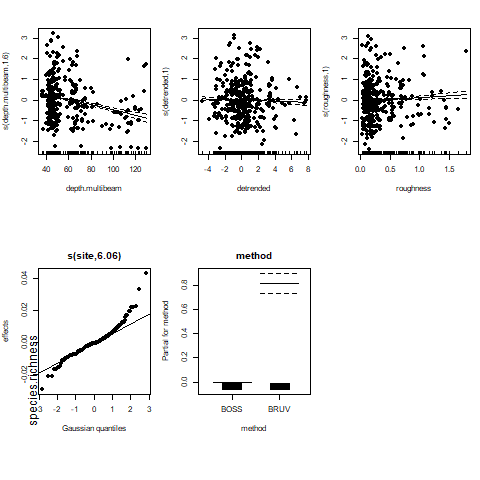 s(depth.multibeam,1.6)
3
2
1
0
-1
-2
40 60 80 100 120
depth.multibeam
s(detrended,1)
3
2
1
0
-1
-2
-4 -2 0 2 4 6 8
detrended
s(roughness,1)
3
2
1
0
-1
-2
0.0 0.5 1.0 1.5
roughness
s(site,6.06)
effects
0.04
0.02
0.00
-0.02
species.richness
-3 -2 -1 0 1 2 3
Gaussian quantiles
method
Partial for method
0.8
0.6
0.4
0.2
0.0
BOSS BRUV
method